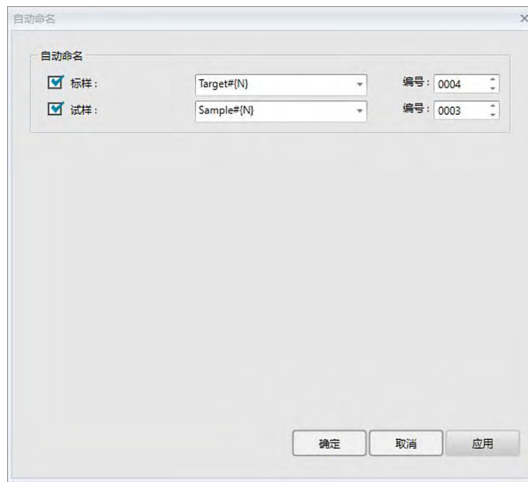 自动命名
自动命名
标样： Target#{N} 编号： 0004
试样： Sample#{N} 编号： 0003
确定 取消 应用